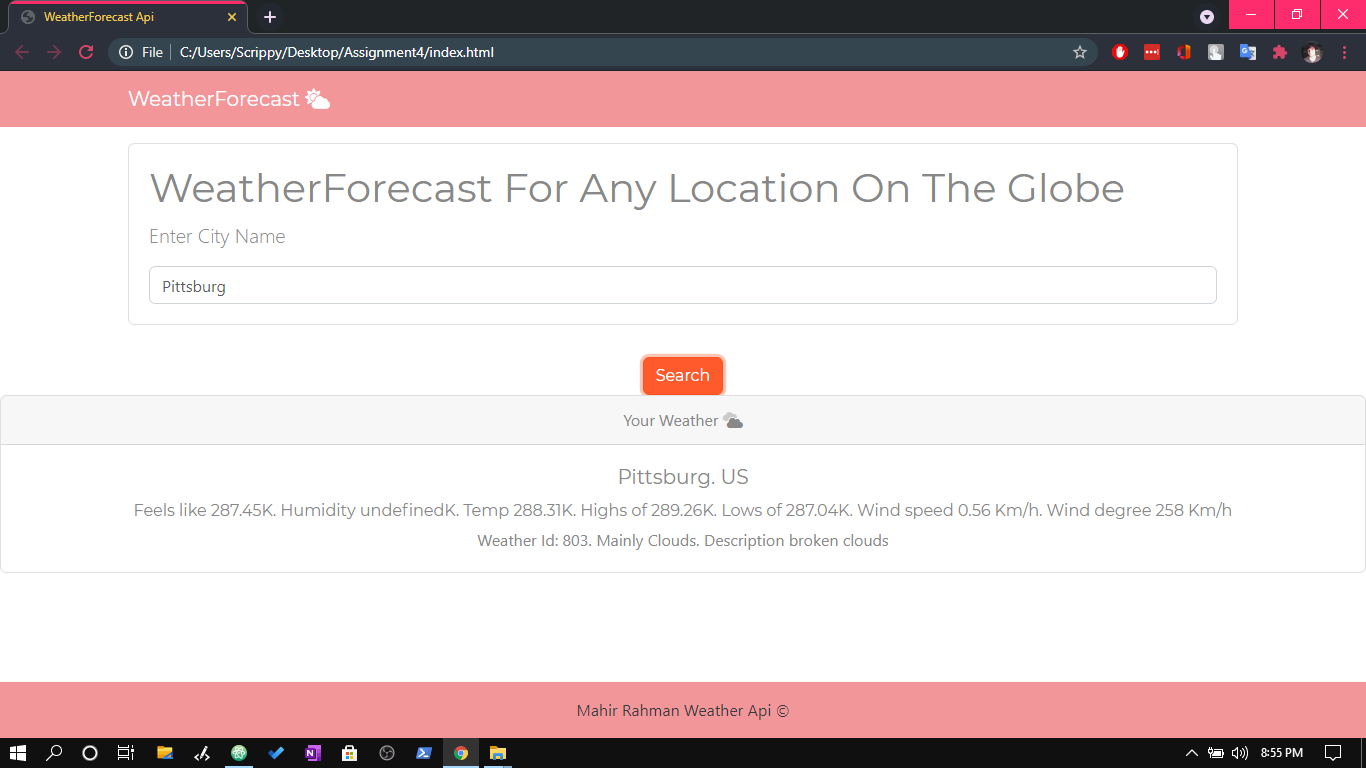 WeatherForecast Api
File
C:/Users/Scrippy/Desktop/Assignment4/index.html
WeatherForecast
WeatherForecast For Any Location On The Globe
Enter City Name
Pittsburg
Search
Your Weather
Pittsburg. US
Feels like 287.45K. Humidity undefinedK. Temp 288.31K. Highs of 289.26K. Lows of 287.04K. Wind speed 0.56 Km/h. Wind degree 258 Km/h
Weather Id: 803. Mainly Clouds. Description broken clouds
Mahir Rahman Weather Api ©
8:55 PM